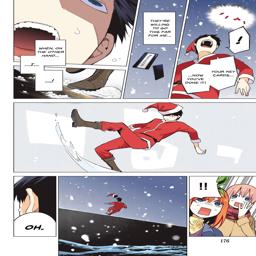 WHEN, ON
THE OTHER
HAND...
...I...
THEY'RE
WILLING TO
GO THIS
FAR FOR
ME...
!
YOUR KEY
CARDS...
...NOW
YOU'VE
DONE IT!
OH.
!!
176